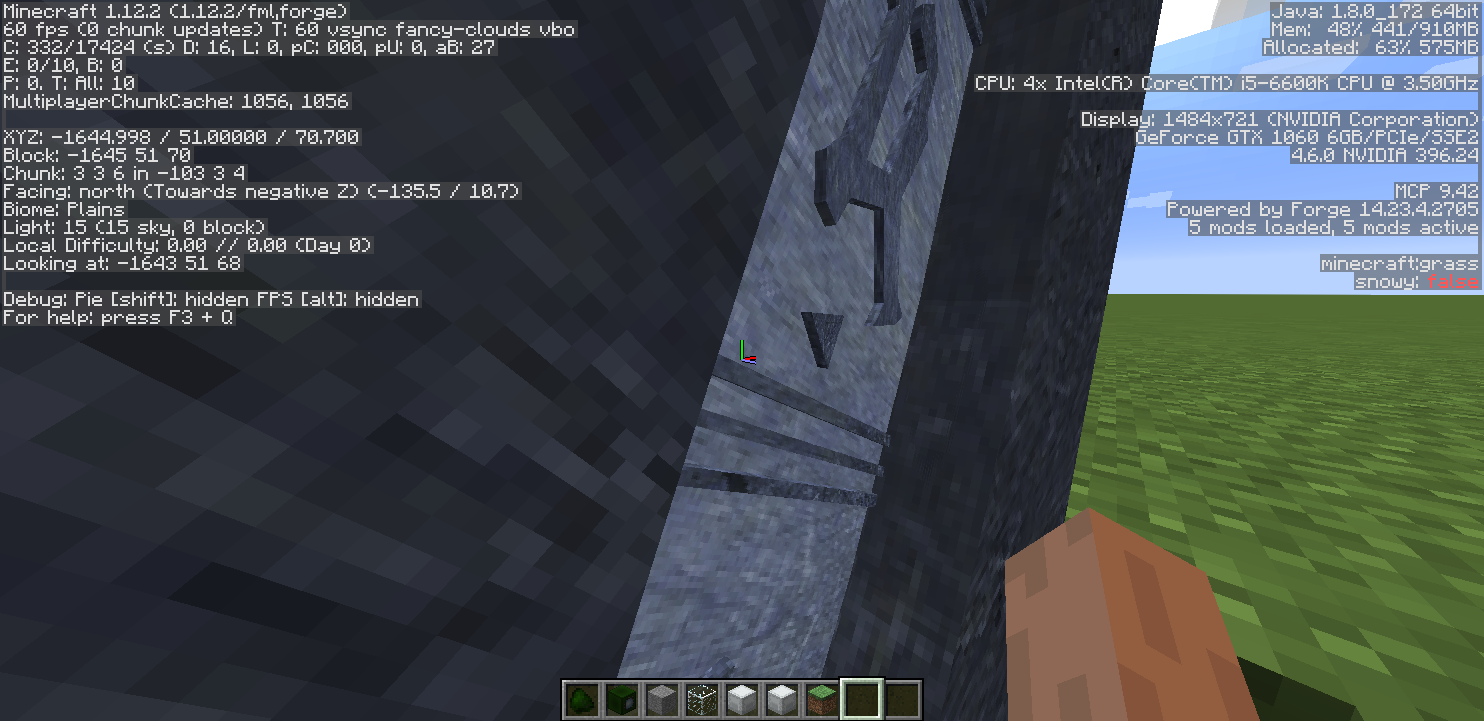 Minecraft 1.12.2 (1.12.2/fml,forge)
60 fps (0 chunk updates) T: 60 vsync fancy-clouds vbo
C: 332/17424 (s) D: 16, L: 0, pC: 000, pU: 0, aB: 27
E: 0/10, B: 0
P: 0. T: All: 10
MultiplayerChunkCache: 1056, 1056
XYZ: -1644.998 / 51.00000 / 70.700
Block: -1645 51 70
Chunk: 3 3 6 in -103 3 4
Facing: north (Towards negative Z) (-135.5 / 10.7)
Biome: Plains
Light: 15 (15 sky, 0 block)
Local Difficulty: 0.00 // 0.00 (Day 0)
Looking at: -1643 51 68
Debug: Pie [shift]: hidden FPS [alt]: hidden
For help: press F3 + Q
Java: 1.8.0_172 64bit
Mem: 48% 441/910MB
Allocated: 63% 575MB
CPU: 4x Intel(R) Core(TM) i5-6600K CPU @ 3.50GHz
Display: 1484x721 (NVIDIA Corporation)
GeForce GTX 1060 6GB/PCIe/SSE2
4.6.0 NVIDIA 396.24
MCP 9.42
Powered by Forge 14.23.4.2705
5 mods loaded, 5 mods active
minecraft:grass
snowy: false